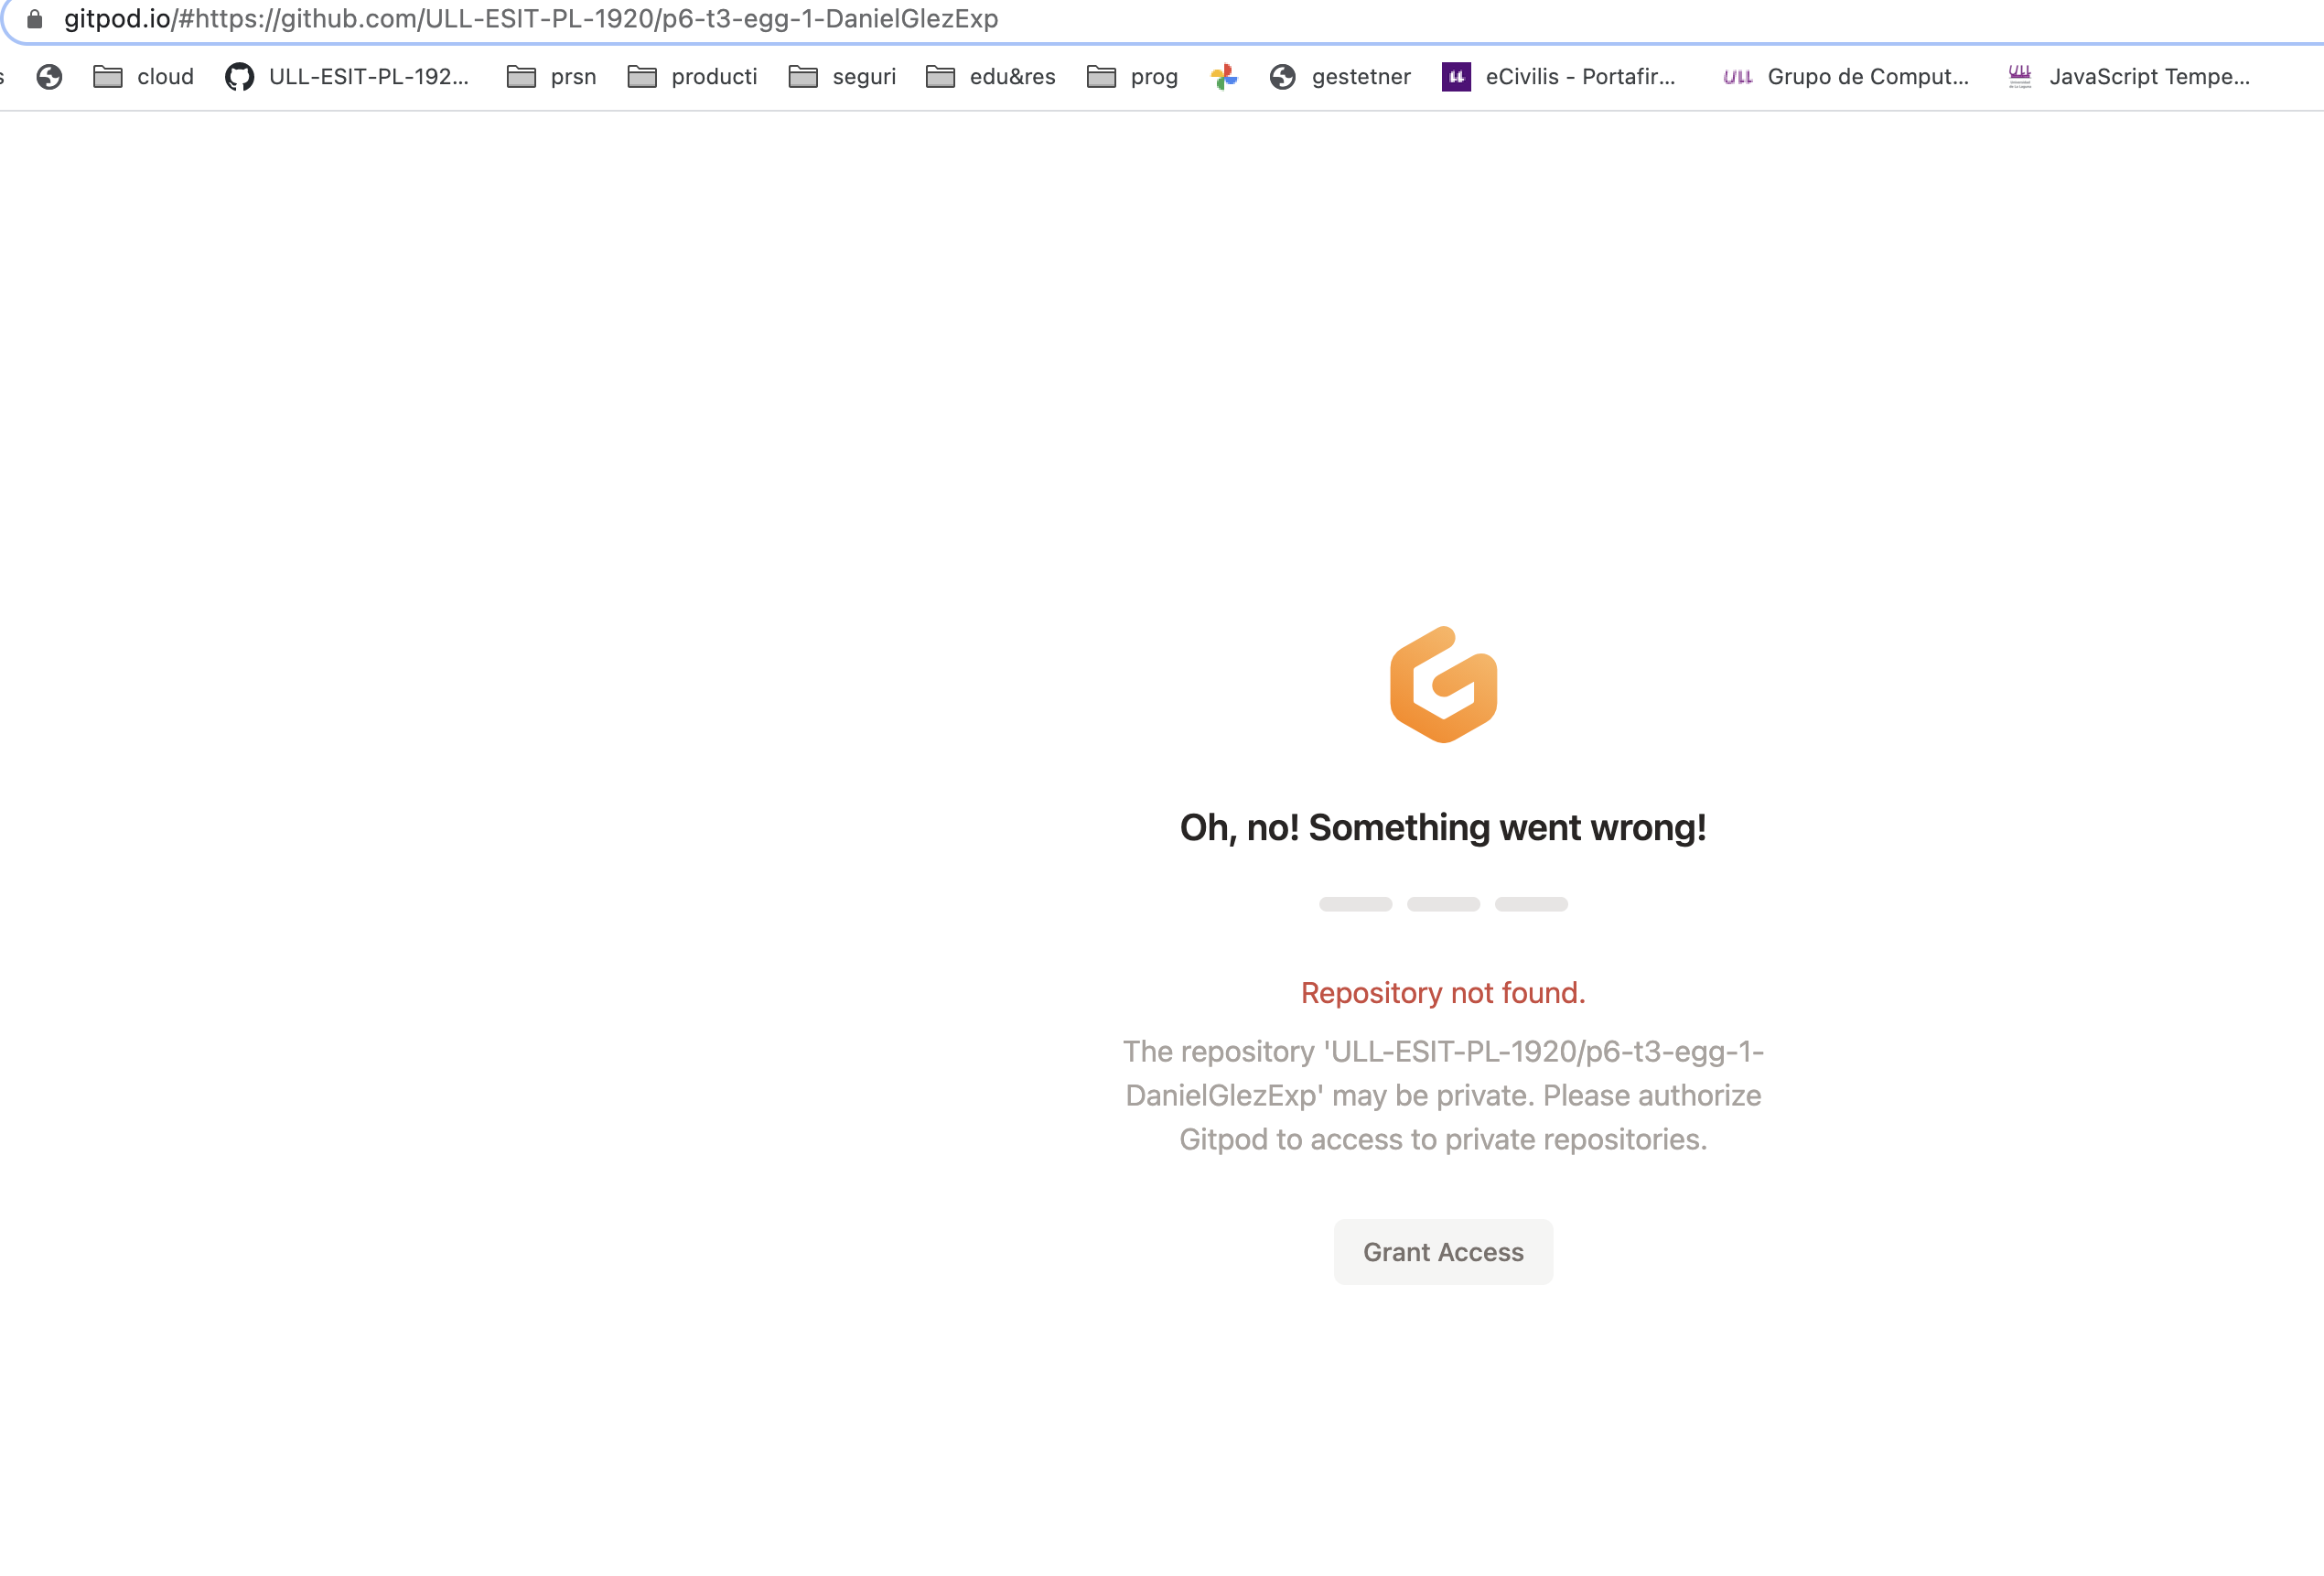 gitpod.io/#https://github.com/ULL-ESIT-PL-1920/p6-t3-egg-1-DanielGlezExp
s cloud ULL-ESIT-PL-192... prsn producti seguri edu&res prog gestetner eCivilis - Portafir... ULL Grupo de Comput... ULL JavaScript Tempe...
Oh, no! Something went wrong!
Repository not found.
The repository 'ULL-ESIT-PL-1920/p6-t3-egg-1-
DanielGlezExp' may be private. Please authorize
Gitpod to access to private repositories.
Grant Access